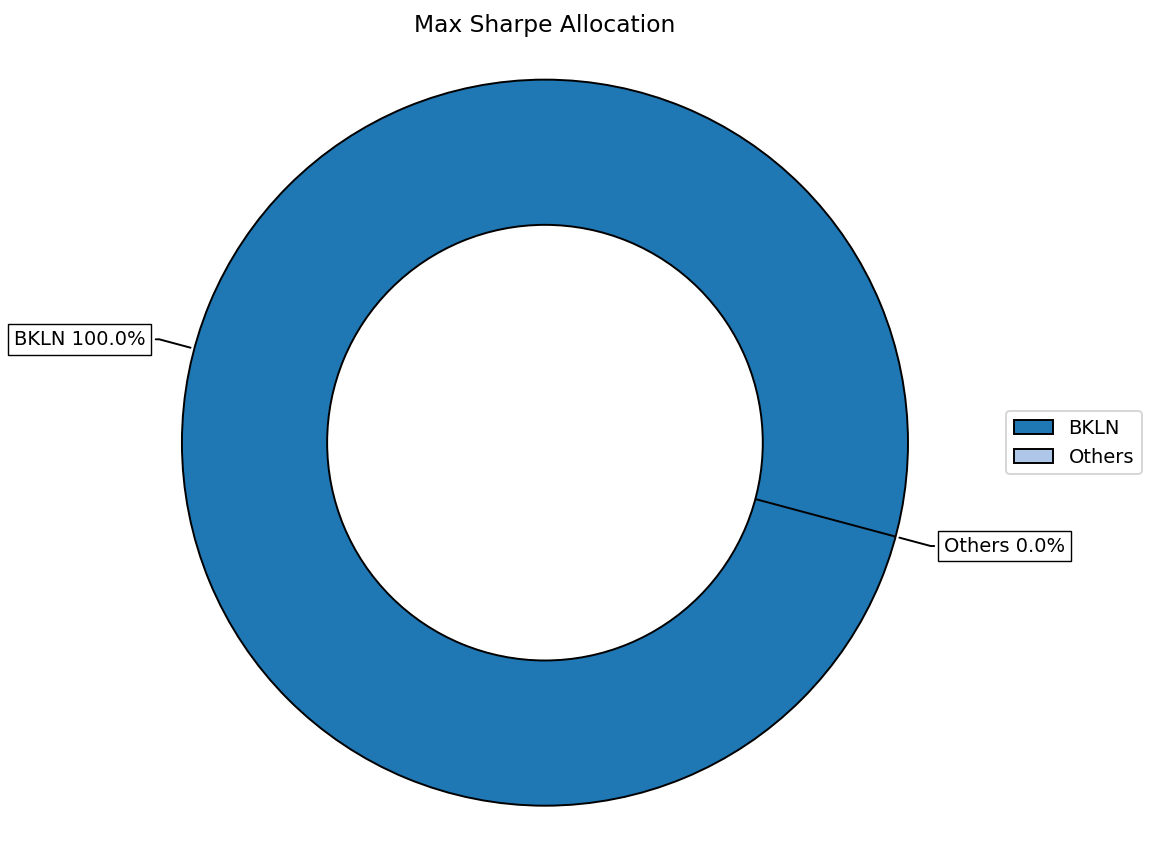 Max Sharpe Allocation
BKLN 100.0%
BKLN
Others
Others 0.0%